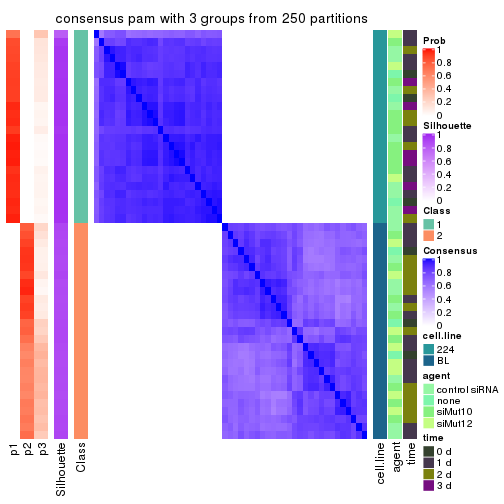 consensus pam with 3 groups from 250 partitions
Prob
1
0.8
0.6
0.4
0.2
0
Silhouette
1
0.8
0.6
0.4
0.2
0
Class
1
2
Consensus
1
0.8
0.6
0.4
0.2
0
cell.line
224
BL
agent
control siRNA
none
siMut10
siMut12
time
0 d
1 d
2 d
3 d
p1
p2
p3
Silhouette
Class
cell.line
agent
time